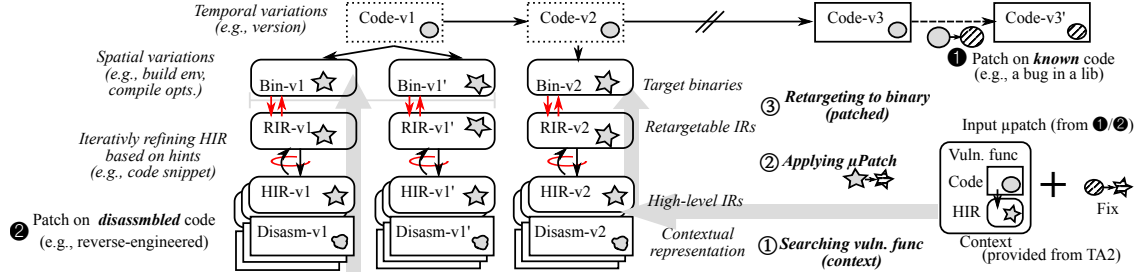 Temporal variations
(e.g., version)
Code-v1
Code-v2
Code-v3
Code-v3'
❶ Patch on known code
(e.g., a bug in a lib)
Spatial variations
(e.g., build env,
compile opts.)
Bin-v1
Bin-v1'
Bin-v2
Target binaries
③ Retargeting to binary
(patched)
Iterativly refining HIR
based on hints
(e.g., code snippet)
RIR-v1
RIR-v1'
RIR-v2
Retargetable IRs
Input µpatch (from ❶/❷)
② Applying µPatch
Vuln. func
Code
HIR
+
Fix
Context
(provided from TA2)
HIR-v1
HIR-v1'
HIR-v2
High-level IRs
❷ Patch on disassmbled code
(e.g., reverse-engineered)
Disasm-v1
Disasm-v1'
Disasm-v2
Contextual
representation
① Searching vuln. func
(context)